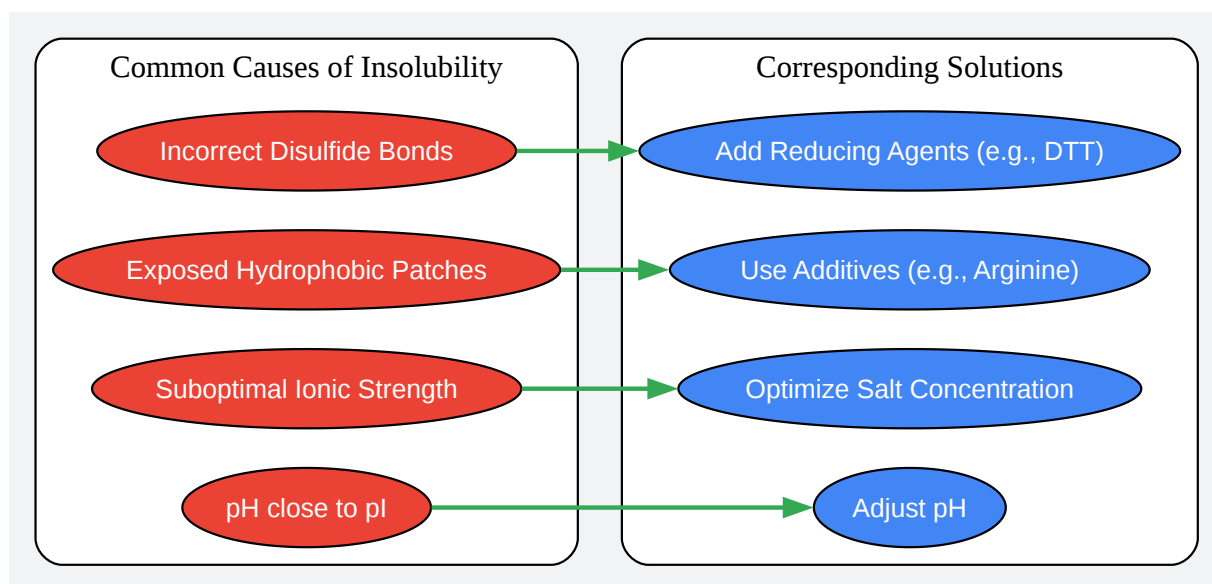 Common Causes of Insolubility
Incorrect Disulfide Bonds
Exposed Hydrophobic Patches
Suboptimal Ionic Strength
pH close to pI
Corresponding Solutions
Add Reducing Agents (e.g., DTT)
Use Additives (e.g., Arginine)
Optimize Salt Concentration
Adjust pH